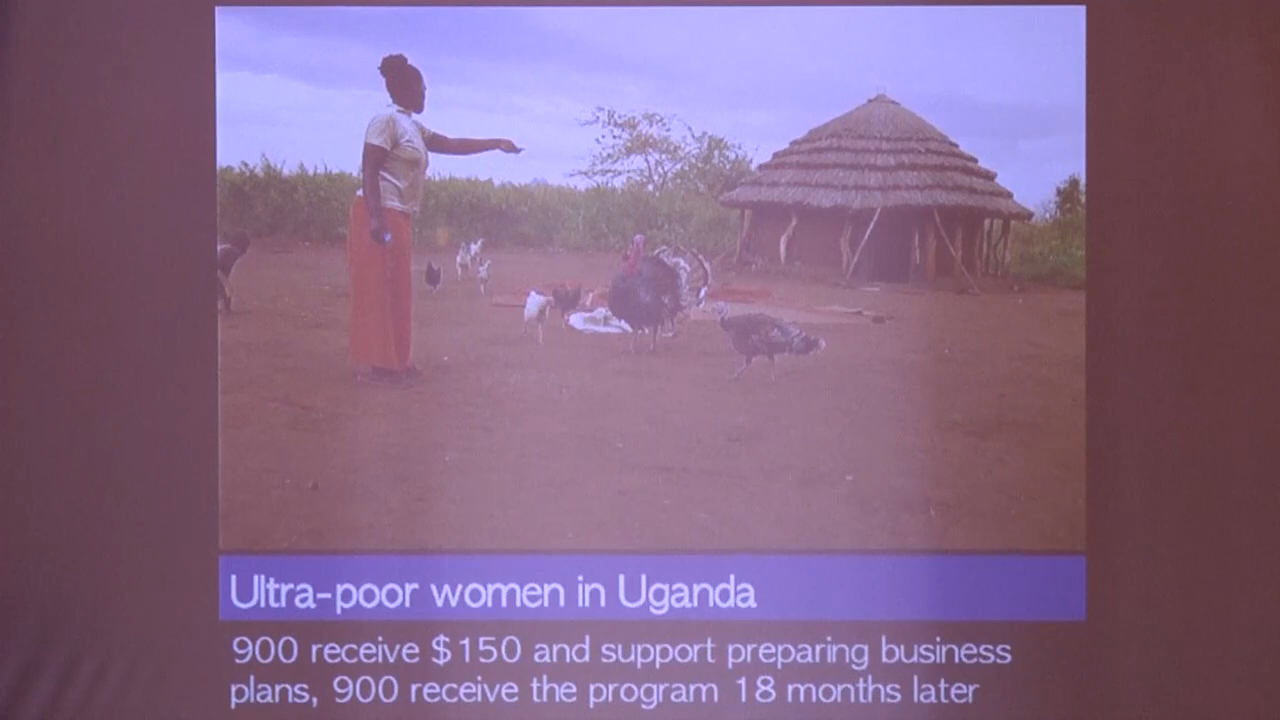 Ultra-poor women in Uganda
900 receive $150 and support preparing business
plans, 900 receive the program 18 months later